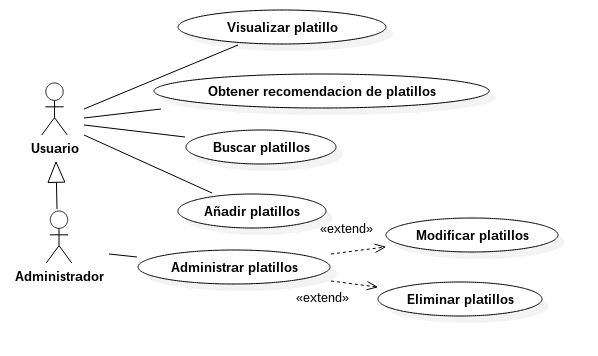 Visualizar platillo
Obtener recomendacion de platillos
Usuario
Buscar platillos
Añadir platillos
«extend»
Modificar platillos
Administrador
Administrar platillos
«extend»
Eliminar platillos